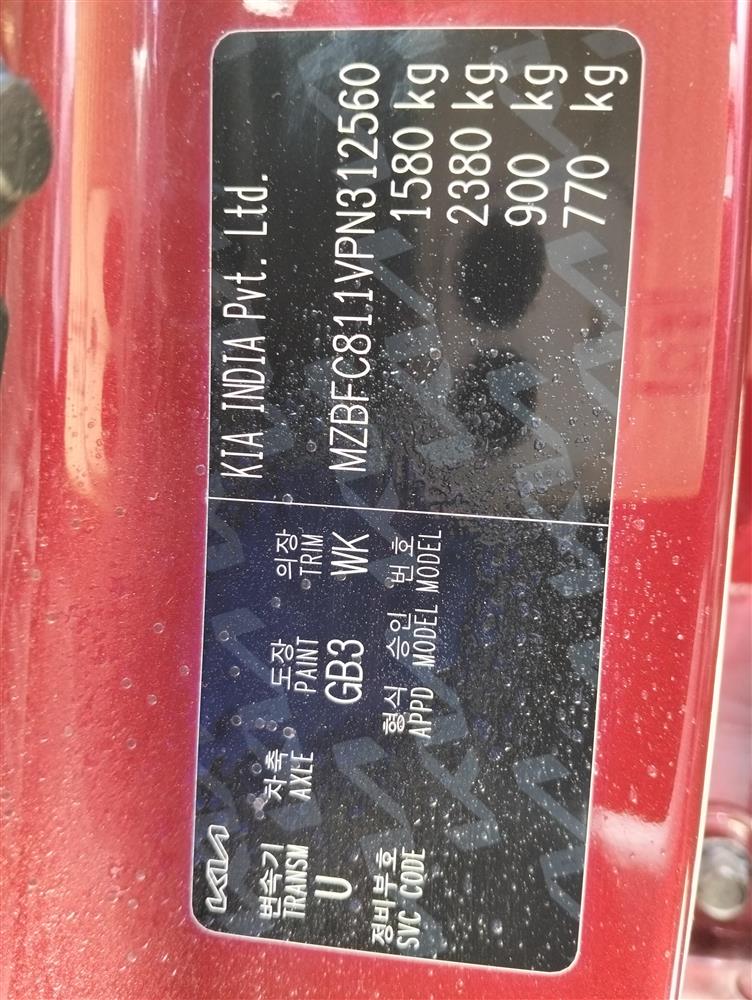 KIA
변속기 차축 도장 의장
TRANSM AXLE PAINT TRIM
U GB3 WK
정비부호 형식 승인 번호
SVC CODE APPD MODEL MODEL
KIA INDIA Pvt. Ltd.
MZBFC811VPN312560
1580 kg
2380 kg
900 kg
770 kg